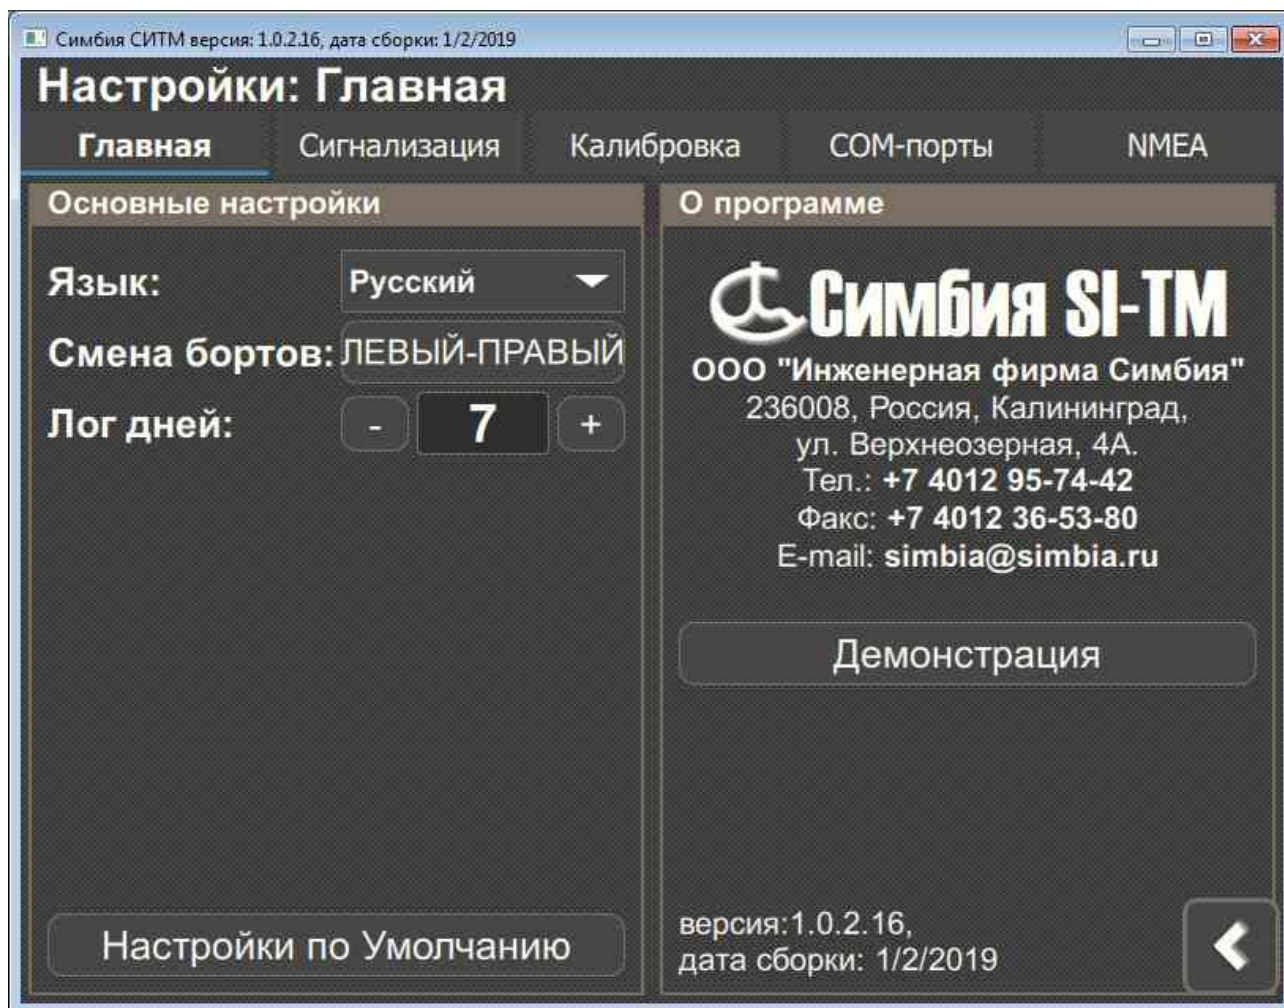 Симбия СИТМ версия: 1.0.2.16, дата сборки: 1/2/2019
Настройки: Главная
Главная Сигнализация Калибровка COM-порты NMEA
Основные настройки
Язык: Русский
Смена бортов: ЛЕВЫЙ-ПРАВЫЙ
Лог дней: - 7 +
Настройки по Умолчанию
О программе
Симбия SI-TM
ООО "Инженерная фирма Симбия"
236008, Россия, Калининград,
ул. Верхнеозерная, 4А.
Тел.: +7 4012 95-74-42
Факс: +7 4012 36-53-80
E-mail: simbia@simbia.ru
Демонстрация
версия:1.0.2.16,
дата сборки: 1/2/2019